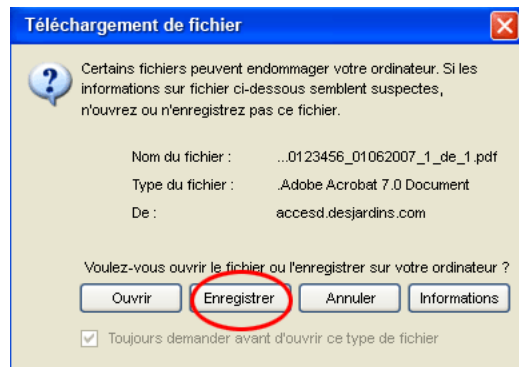 Téléchargement de fichier
Certains fichiers peuvent endommager votre ordinateur. Si les
informations sur fichier ci-dessous semblent suspectes,
n'ouvrez ou n'enregistrez pas ce fichier.
Nom du fichier : ...0123456_01062007_1_de_1.pdf
Type du fichier : .Adobe Acrobat 7.0 Document
De : accesd.desjardins.com
Voulez-vous ouvrir le fichier ou l'enregistrer sur votre ordinateur ?
Ouvrir Enregistrer Annuler Informations
Toujours demander avant d'ouvrir ce type de fichier